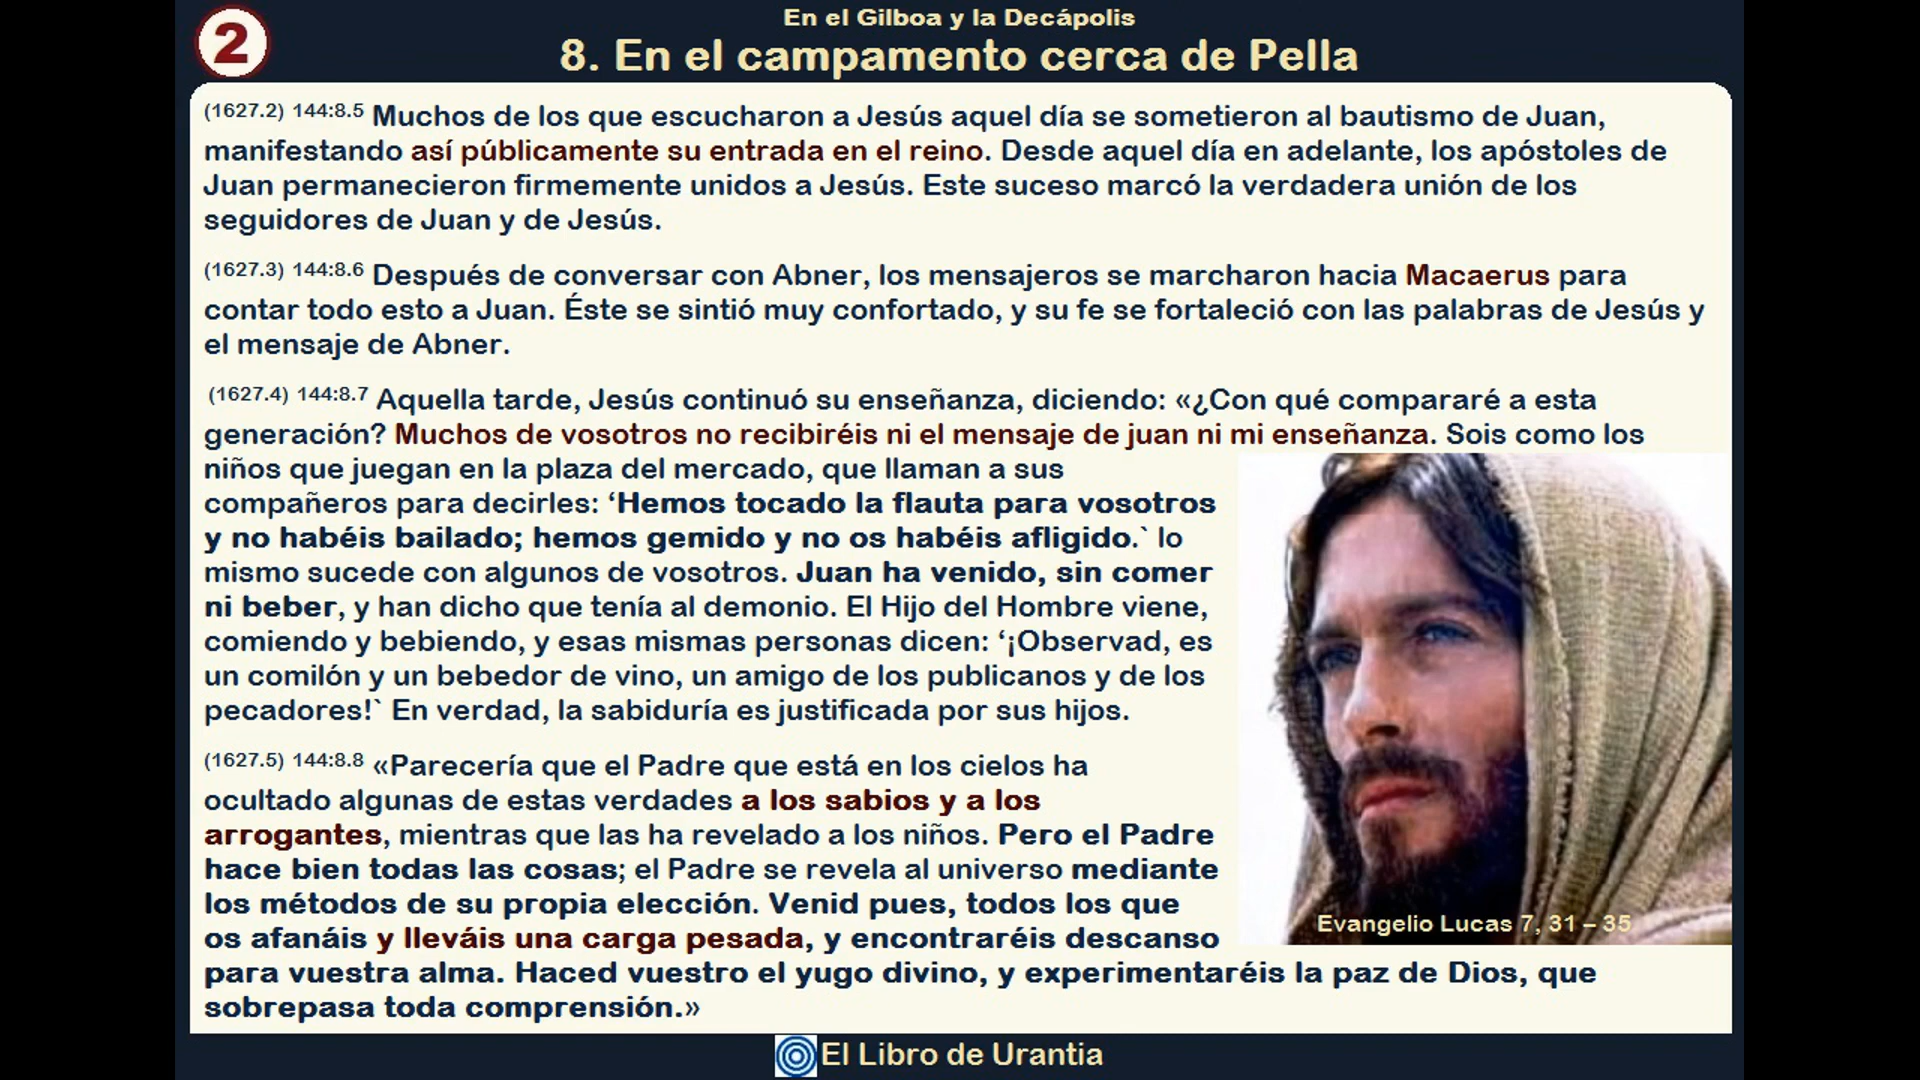 2
En el Gilboa y la Decápolis
8. En el campamento cerca de Pella
(1627.2) 144:8.5 Muchos de los que escucharon a Jesús aquel día se sometieron al bautismo de Juan,
manifestando así públicamente su entrada en el reino. Desde aquel día en adelante, los apóstoles de
Juan permanecieron firmemente unidos a Jesús. Este suceso marcó la verdadera unión de los
seguidores de Juan y de Jesús.
(1627.3) 144:8.6 Después de conversar con Abner, los mensajeros se marcharon hacia Macaerus para
contar todo esto a Juan. Éste se sintió muy confortado, y su fe se fortaleció con las palabras de Jesús y
el mensaje de Abner.
(1627.4) 144:8.7 Aquella tarde, Jesús continuó su enseñanza, diciendo: «¿Con qué compararé a esta
generación? Muchos de vosotros no recibiréis ni el mensaje de juan ni mi enseñanza. Sois como los
niños que juegan en la plaza del mercado, que llaman a sus
compañeros para decirles: ‘Hemos tocado la flauta para vosotros
y no habéis bailado; hemos gemido y no os habéis afligido.` lo
mismo sucede con algunos de vosotros. Juan ha venido, sin comer
ni beber, y han dicho que tenía al demonio. El Hijo del Hombre viene,
comiendo y bebiendo, y esas mismas personas dicen: ‘¡Observad, es
un comilón y un bebedor de vino, un amigo de los publicanos y de los
pecadores!` En verdad, la sabiduría es justificada por sus hijos.
(1627.5) 144:8.8 «Parecería que el Padre que está en los cielos ha
ocultado algunas de estas verdades a los sabios y a los
arrogantes, mientras que las ha revelado a los niños. Pero el Padre
hace bien todas las cosas; el Padre se revela al universo mediante
los métodos de su propia elección. Venid pues, todos los que
os afanáis y lleváis una carga pesada, y encontraréis descanso
para vuestra alma. Haced vuestro el yugo divino, y experimentaréis la paz de Dios, que
sobrepasa toda comprensión.»
Evangelio Lucas 7, 31 – 35
El Libro de Urantia